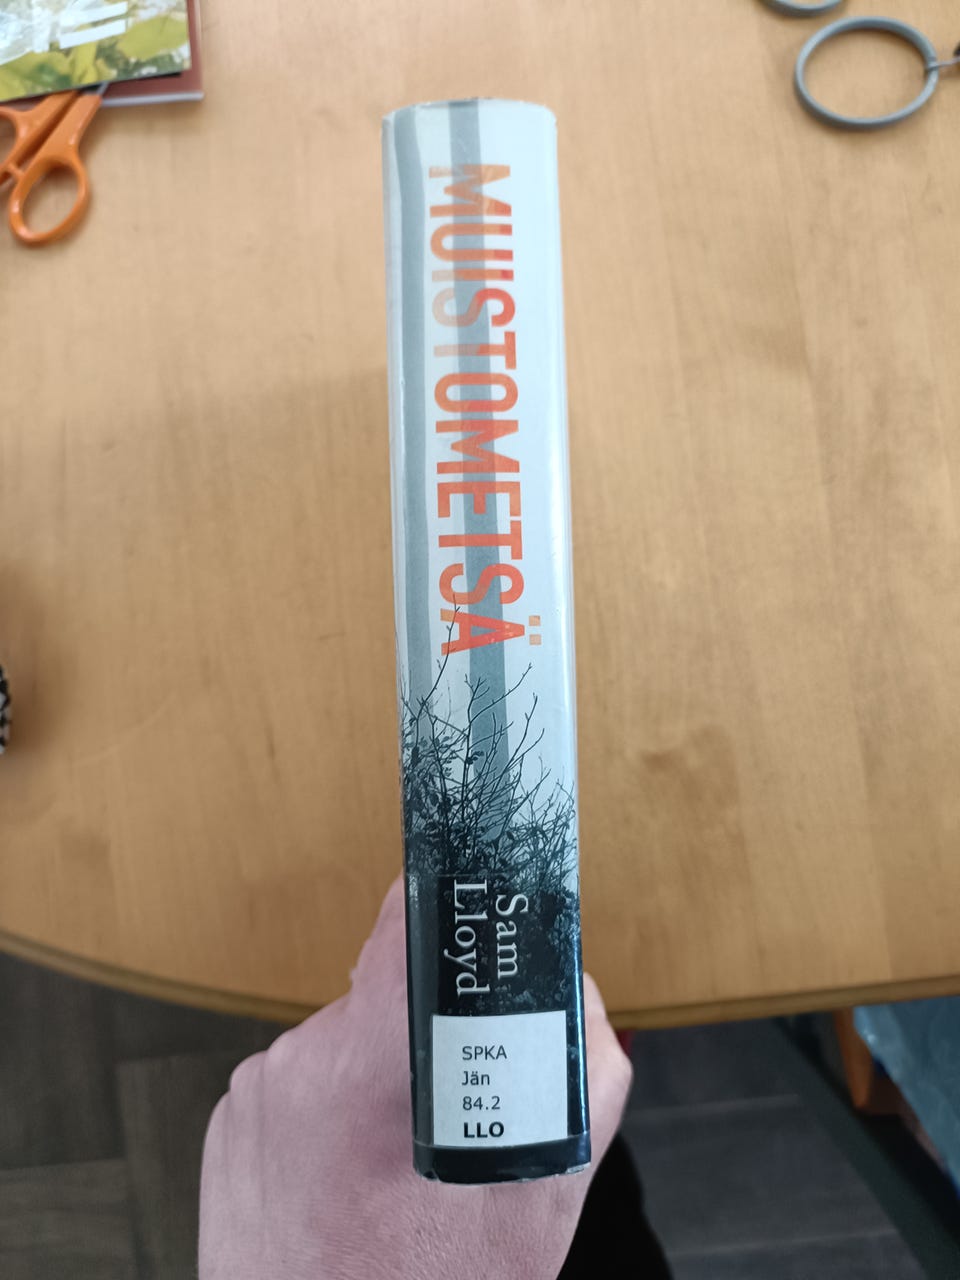 MUISTOMETSÄ
Sam
Lloyd
SPKA
Jän
84.2
LLO